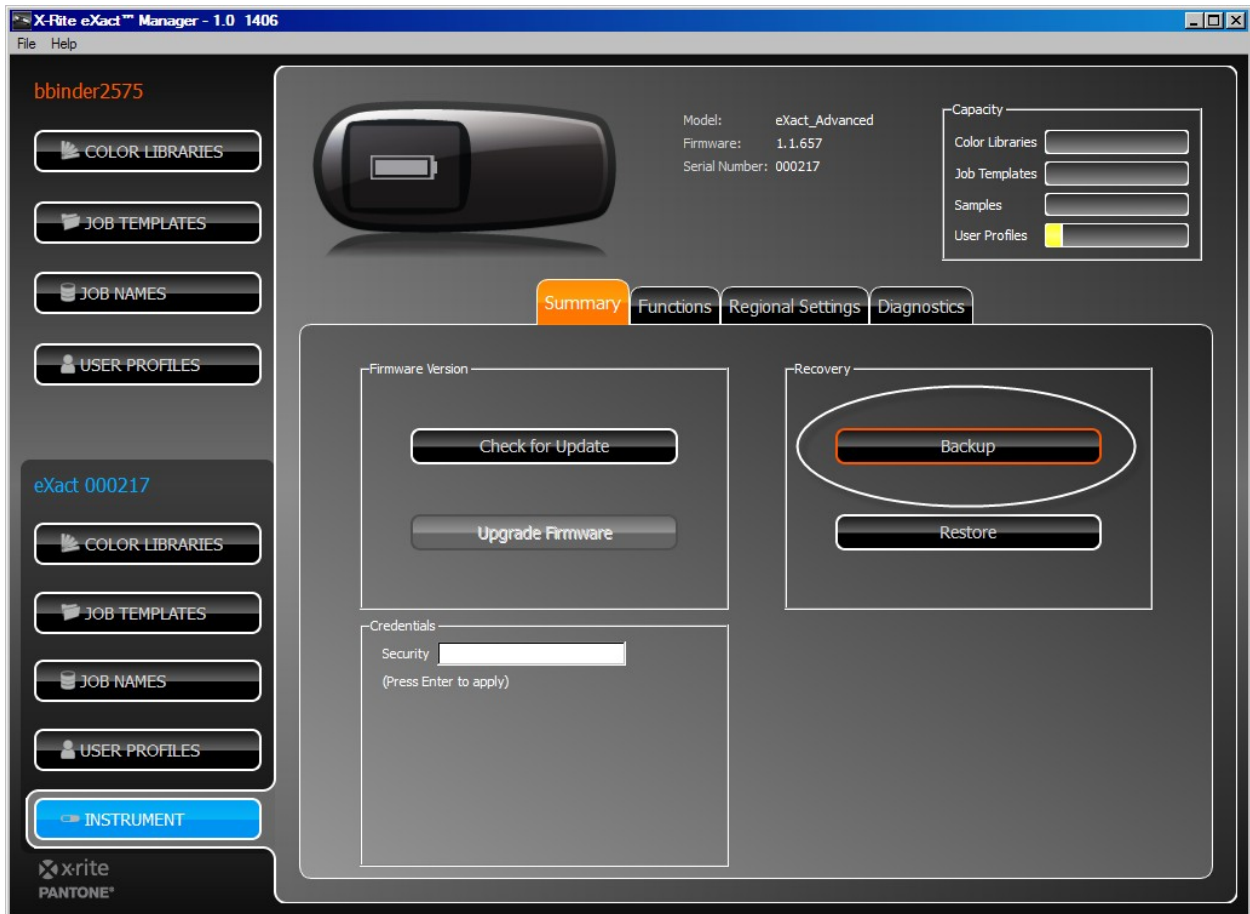 X-Rite eXact™ Manager - 1.0 1406
File Help
bbinder2575
COLOR LIBRARIES
JOB TEMPLATES
JOB NAMES
USER PROFILES
eXact 000217
COLOR LIBRARIES
JOB TEMPLATES
JOB NAMES
USER PROFILES
INSTRUMENT
x·rite
PANTONE®
Model: eXact_Advanced
Firmware: 1.1.657
Serial Number: 000217
Capacity
Color Libraries
Job Templates
Samples
User Profiles
Summary Functions Regional Settings Diagnostics
Firmware Version
Check for Update
Upgrade Firmware
Recovery
Backup
Restore
Credentials
Security
(Press Enter to apply)